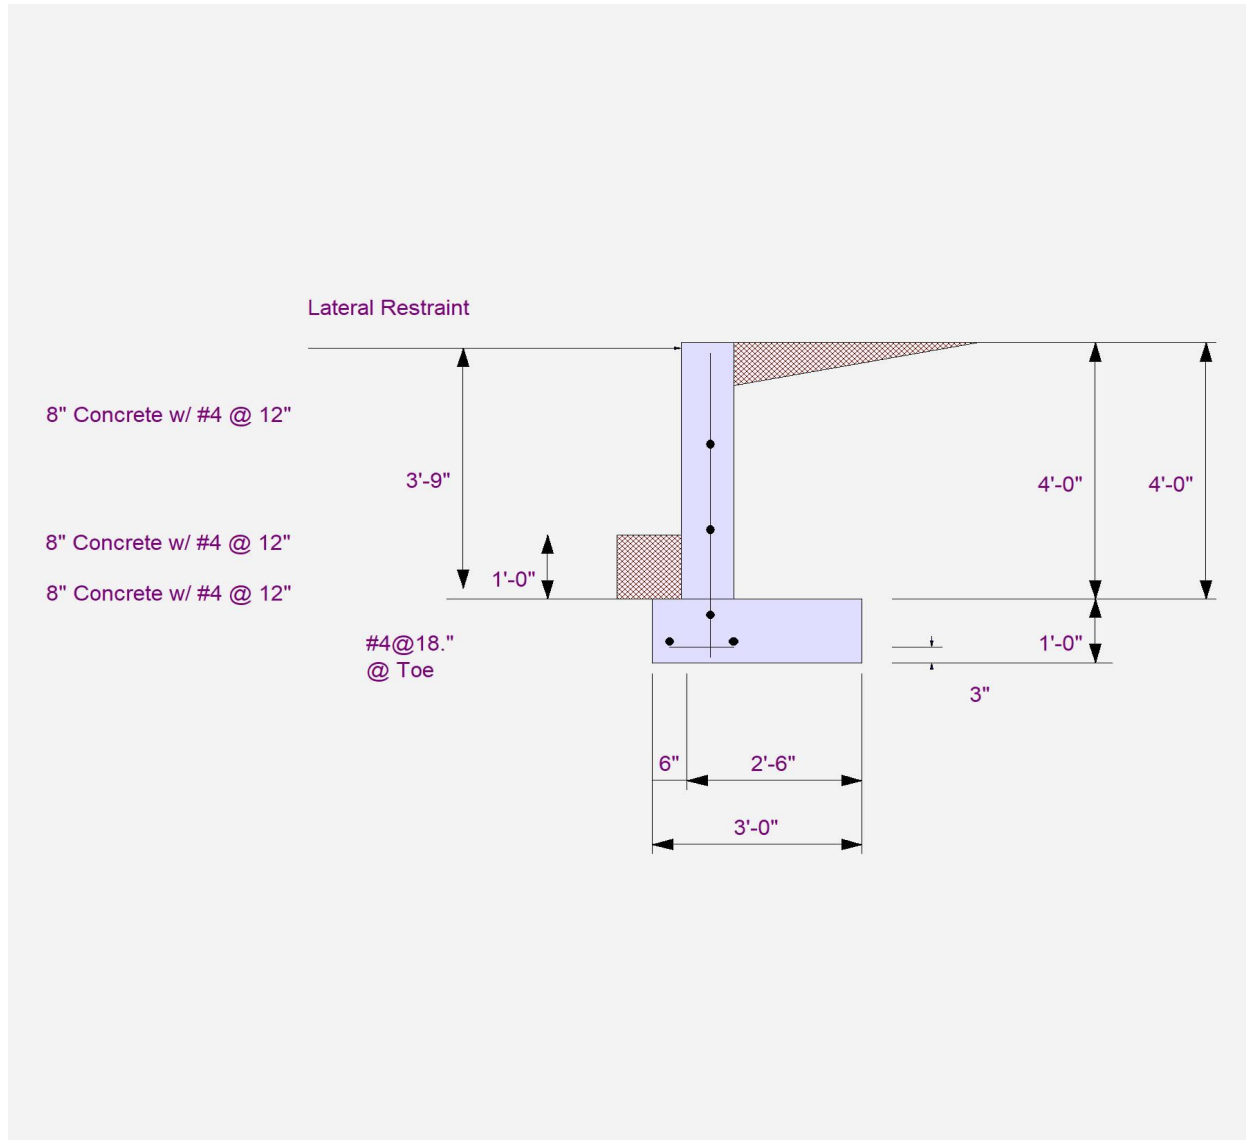 Lateral Restraint
8" Concrete w/ #4 @ 12"
3'-9"
4'-0"
4'-0"
8" Concrete w/ #4 @ 12"
1'-0"
8" Concrete w/ #4 @ 12"
#4@18."
@ Toe
1'-0"
3"
6"
2'-6"
3'-0"